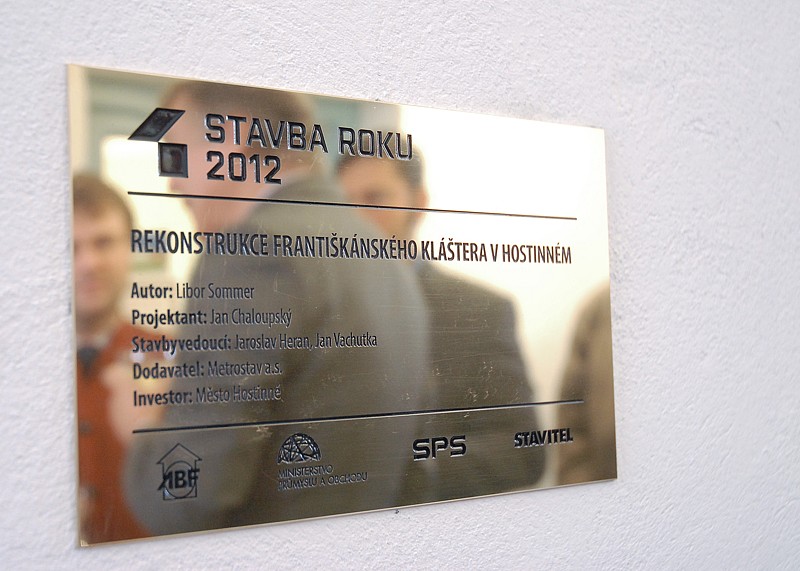 STAVBA ROKU
2012
REKONSTRUKCE FRANTIŠKÁNSKÉHO KLÁŠTERA V HOSTINNÉM
Autor: Libor Sommer
Projektant: Jan Chaloupský
Stavbyvedoucí: Jaroslav Heran, Jan Vachutka
Dodavatel: Metrostav a.s.
Investor: Město Hostinné
ABF
MINISTERSTVO
PRŮMYSLU A OBCHODU
SPS
STAVITEL